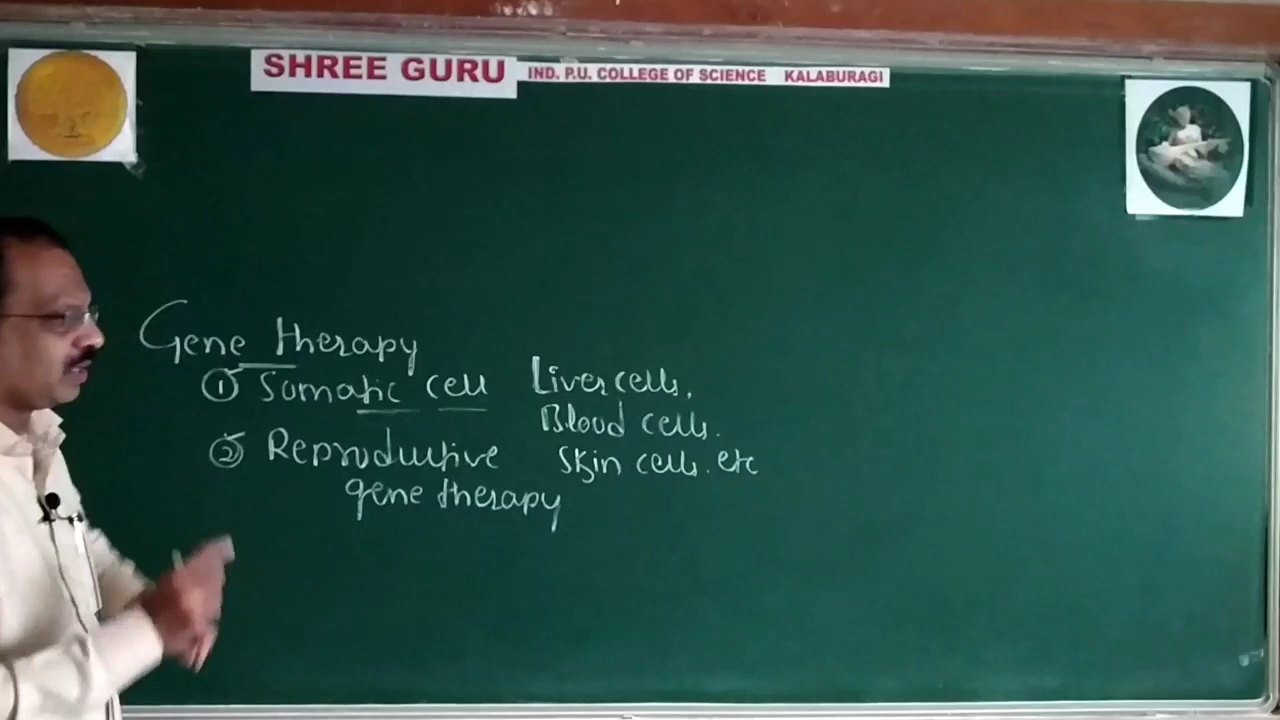 SHREE GURU IND. P.U. COLLEGE OF SCIENCE KALABURAGI
Gene therapy
① Somatic cell Liver cells,
Blood cells.
② Reproductive Skin cells. etc
gene therapy